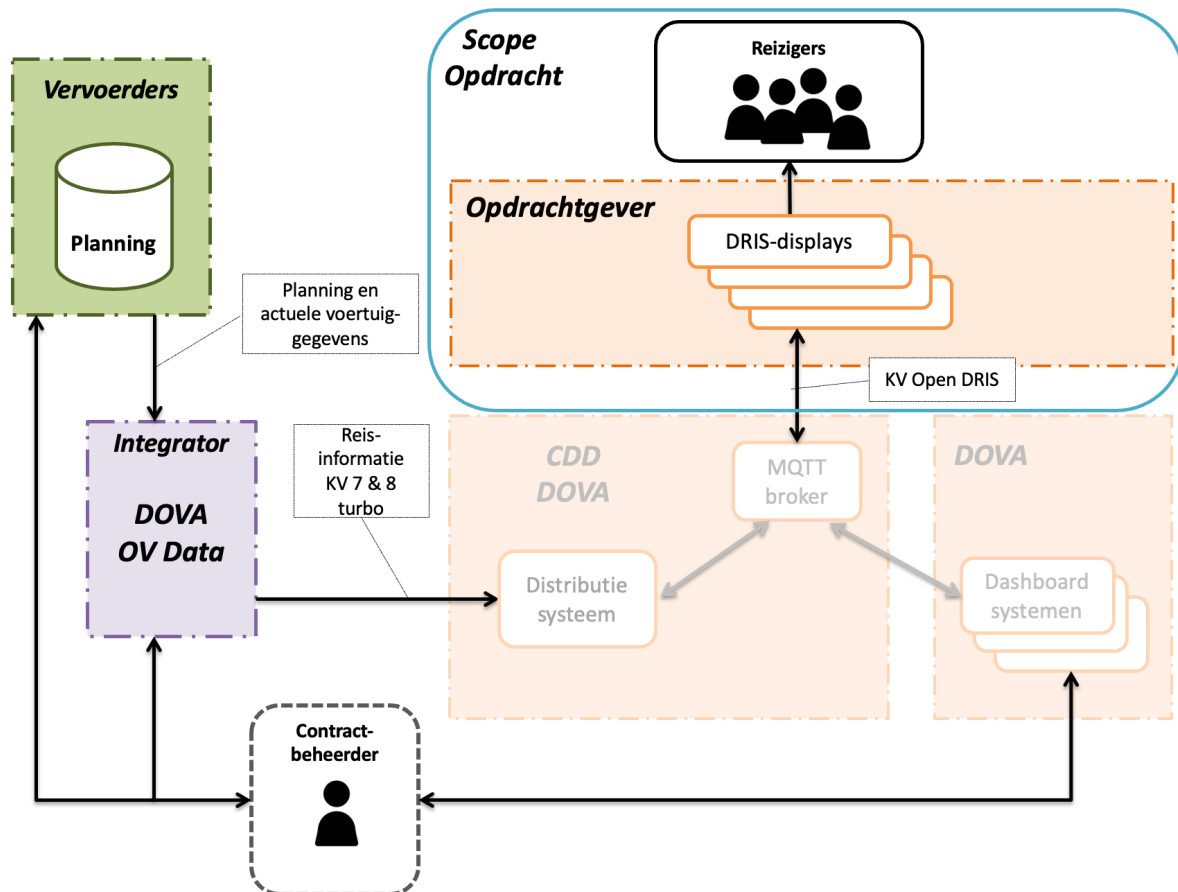 Scope
Opdracht
Reizigers
Vervoerders
Planning
Opdrachtgever
DRIS-displays
Planning en
actuele voertuig-
gegevens
KV Open DRIS
Integrator
DOVA
OV Data
Reis-
informatie
KV 7 & 8
turbo
CDD
DOVA
MQTT
broker
DOVA
Distributie
systeem
Dashboard
systemen
Contract-
beheerder